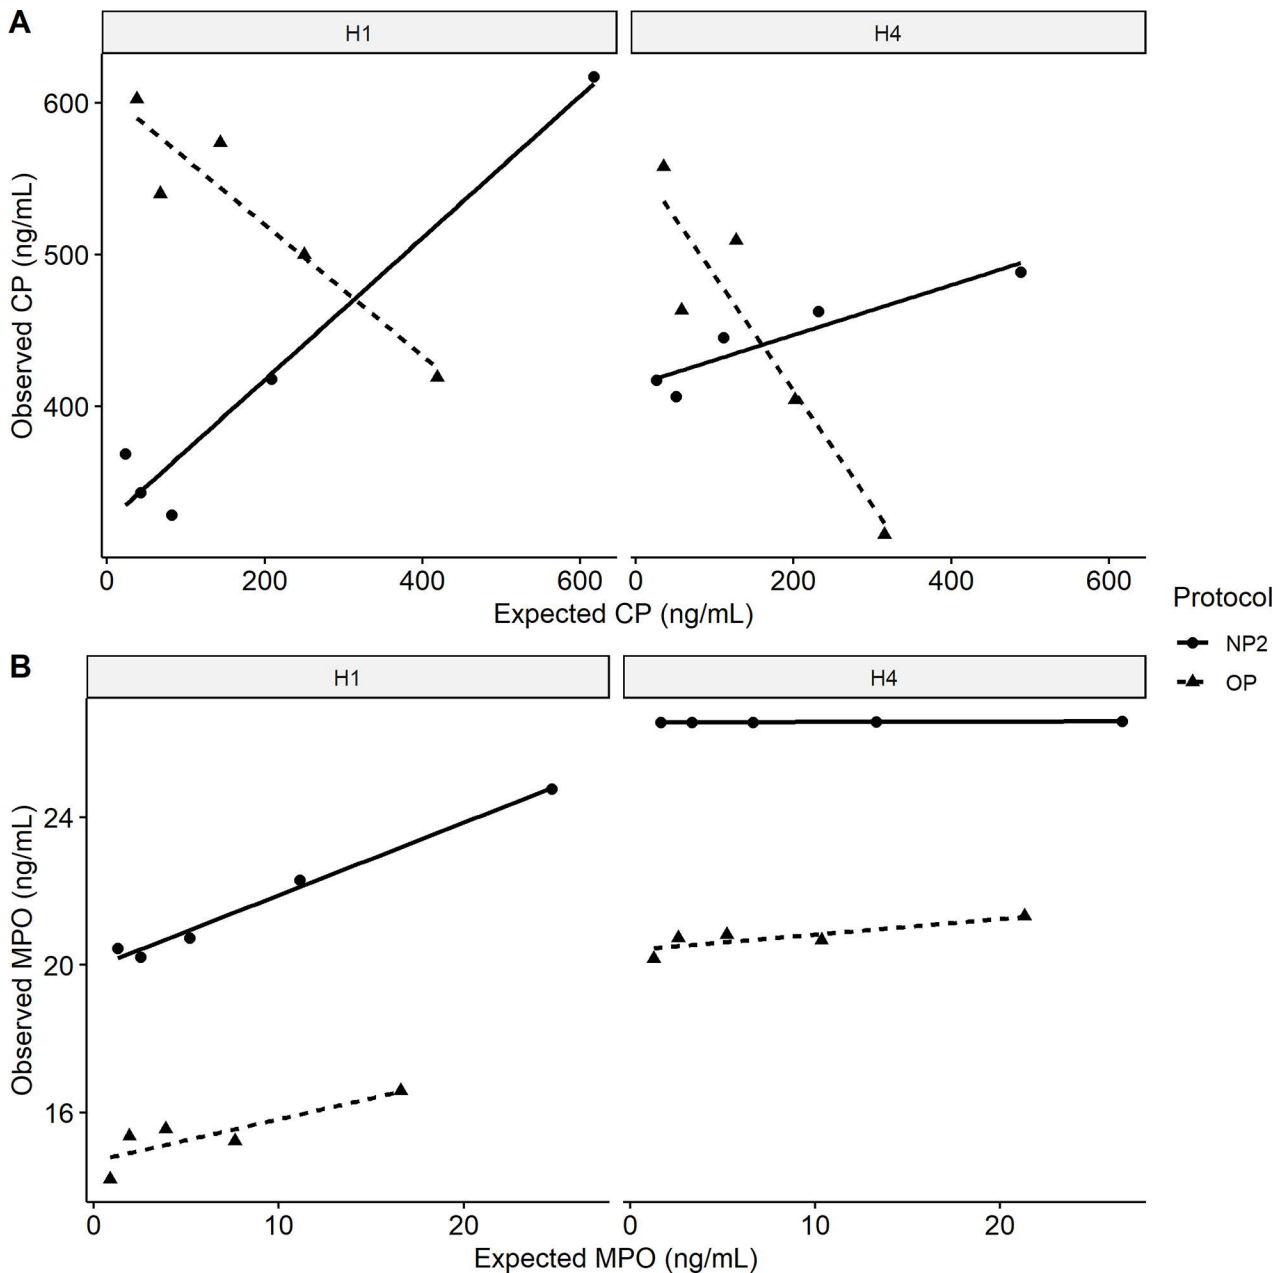 A
H1 H4
600
500
400
Observed CP (ng/mL)
0 200 400 600 0 200 400 600
Expected CP (ng/mL)
Protocol
NP2
OP
B
H1 H4
24
20
16
Observed MPO (ng/mL)
0 10 20 0 10 20
Expected MPO (ng/mL)